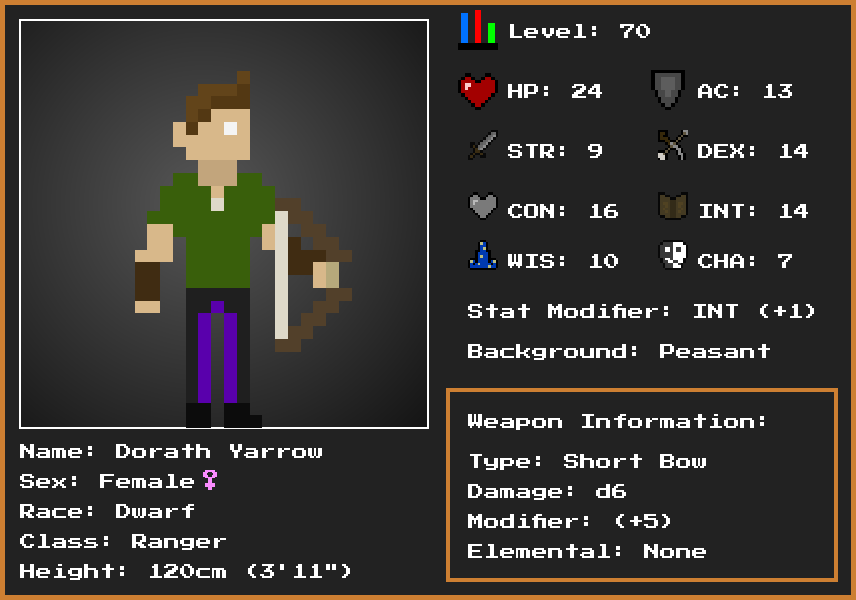 Level: 70
HP: 24
AC: 13
STR: 9
DEX: 14
CON: 16
INT: 14
WIS: 10
CHA: 7
Stat Modifier: INT (+1)
Background: Peasant
Weapon Information:
Type: Short Bow
Damage: d6
Modifier: (+5)
Elemental: None
Name: Dorath Yarrow
Sex: Female♀
Race: Dwarf
Class: Ranger
Height: 120cm (3'11")